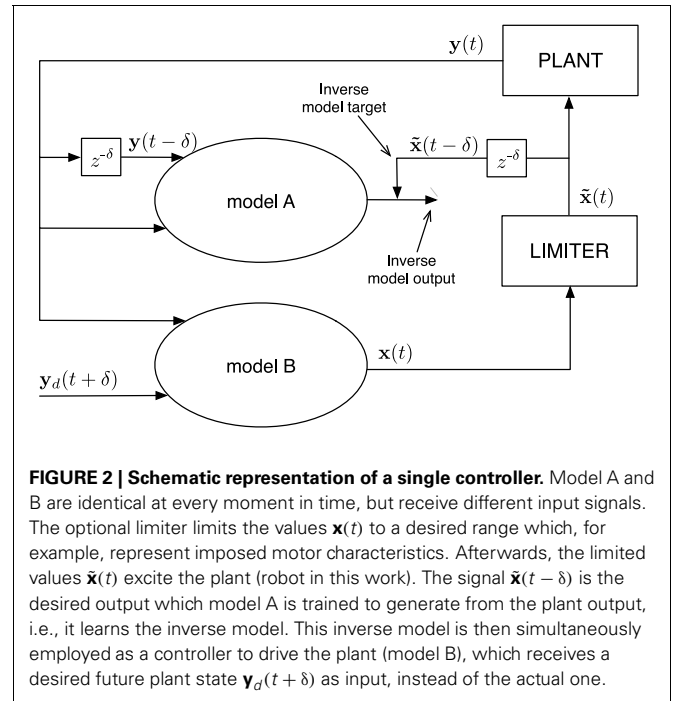 y(t)
PLANT
Inverse
model target
z^{-δ}
y(t − δ)
x̃(t − δ)
z^{-δ}
model A
x̃(t)
Inverse
model output
LIMITER
model B
x(t)
y_d(t + δ)
FIGURE 2 | Schematic representation of a single controller. Model A and
B are identical at every moment in time, but receive different input signals.
The optional limiter limits the values x(t) to a desired range which, for
example, represent imposed motor characteristics. Afterwards, the limited
values x̃(t) excite the plant (robot in this work). The signal x̃(t − δ) is the
desired output which model A is trained to generate from the plant output,
i.e., it learns the inverse model. This inverse model is then simultaneously
employed as a controller to drive the plant (model B), which receives a
desired future plant state y_d(t + δ) as input, instead of the actual one.